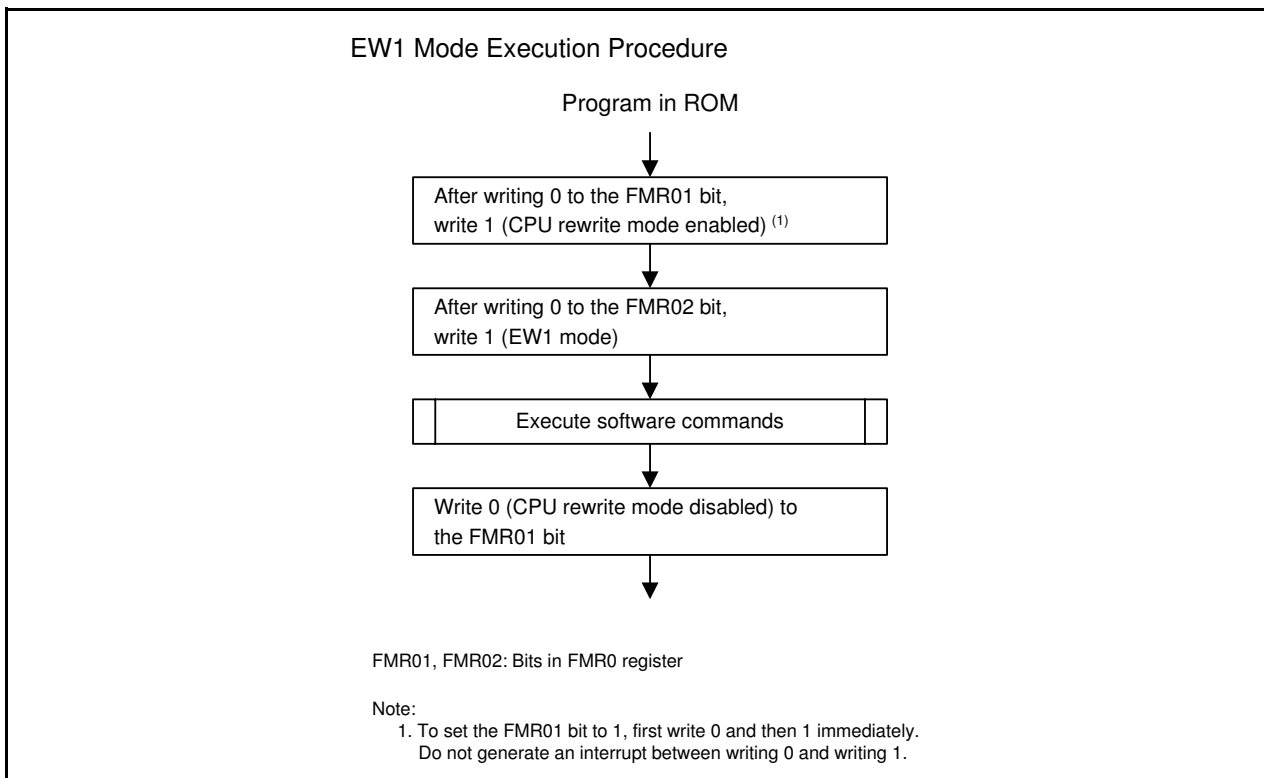 EW1 Mode Execution Procedure
Program in ROM
After writing 0 to the FMR01 bit,
write 1 (CPU rewrite mode enabled) (1)
After writing 0 to the FMR02 bit,
write 1 (EW1 mode)
Execute software commands
Write 0 (CPU rewrite mode disabled) to
the FMR01 bit
FMR01, FMR02: Bits in FMR0 register
Note:
1. To set the FMR01 bit to 1, first write 0 and then 1 immediately.
Do not generate an interrupt between writing 0 and writing 1.